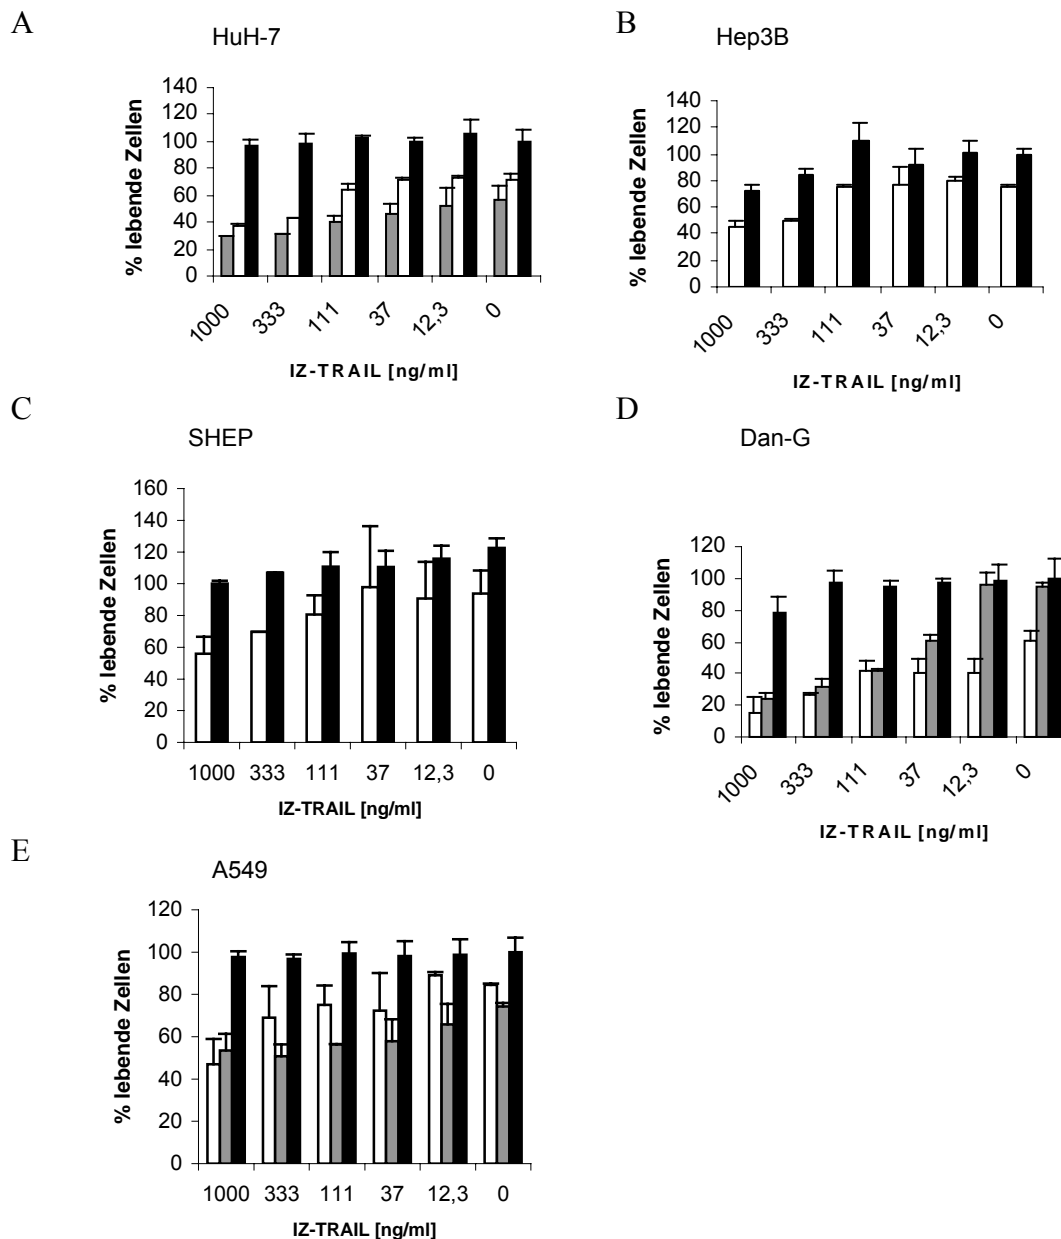 A
HuH-7
% lebende Zellen
140
120
100
80
60
40
20
0
1000
333
111
37
12,3
0
IZ-TRAIL [ng/ml]
B
Hep3B
% lebende Zellen
140
120
100
80
60
40
20
0
1000
333
111
37
12,3
0
IZ-TRAIL [ng/ml]
C
SHEP
% lebende Zellen
160
140
120
100
80
60
40
20
0
1000 333 111 37 12,3 0
IZ-TRAIL [ng/ml]
D
Dan-G
% lebende Zellen
120
100
80
60
40
20
0
1000
333
111
37
12,3
0
IZ-TRAIL [ng/ml]
E
A549
% lebende Zellen
120
100
80
60
40
20
0
1000 333 111 37 12,3 0
IZ-TRAIL [ng/ml]